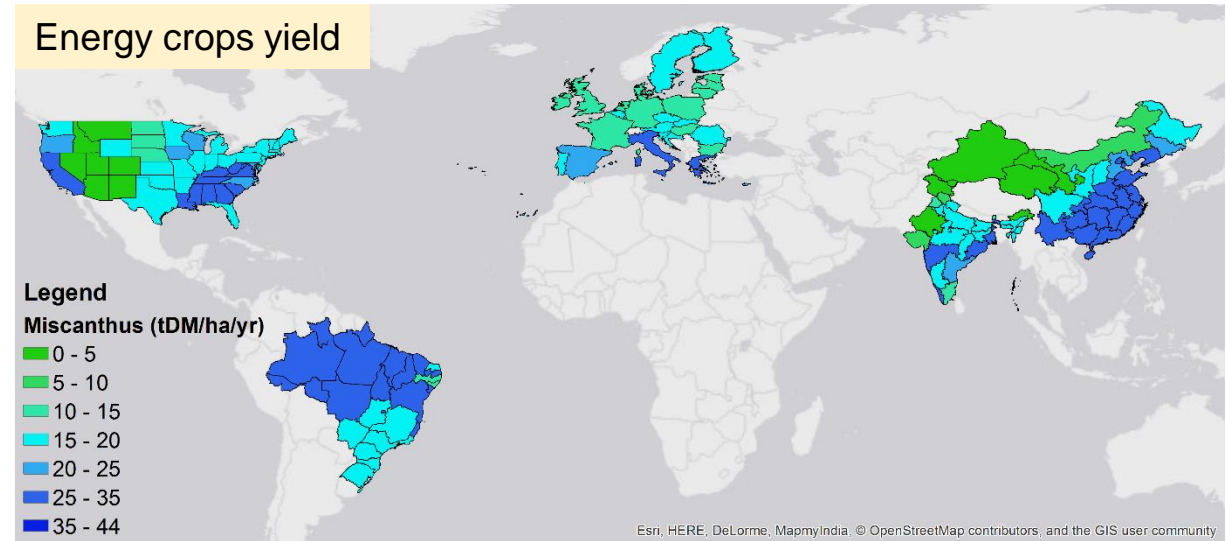 Energy crops yield
Legend
Miscanthus (tDM/ha/yr)
0 - 5
5 - 10
10 - 15
15 - 20
20 - 25
25 - 35
35 - 44
Esri, HERE, DeLorme, MapmyIndia, © OpenStreetMap contributors, and the GIS user community